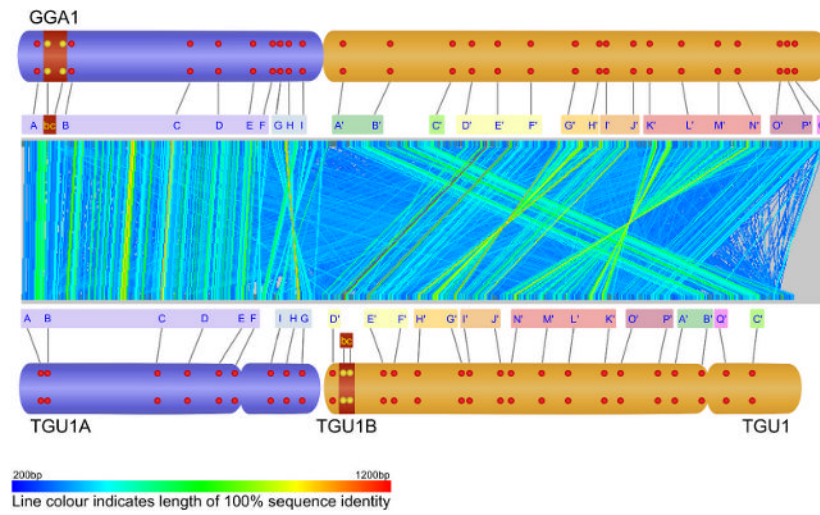 GGA1
A bc B C D E F G H I A' B' C' D' E' F' G' H' I' J' K' L' M' N' O' P'
A B C D E F I H G D' E' F' H' G' I' J' N' M' L' K' O' P' A' B' Q' C'
bc
TGU1A TGU1B TGU1
200bp 1200bp
Line colour indicates length of 100% sequence identity